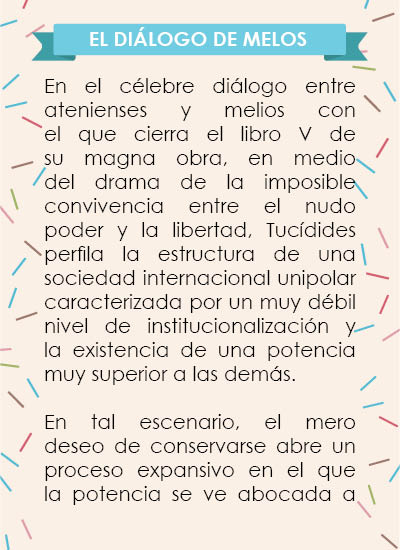 EL DIÁLOGO DE MELOS
En el célebre diálogo entre
atenienses y melios con
el que cierra el libro V de
su magna obra, en medio
del drama de la imposible
convivencia entre el nudo
poder y la libertad, Tucídides
perfila la estructura de una
sociedad internacional unipolar
caracterizada por un muy débil
nivel de institucionalización y
la existencia de una potencia
muy superior a las demás.
En tal escenario, el mero
deseo de conservarse abre un
proceso expansivo en el que
la potencia se ve abocada a